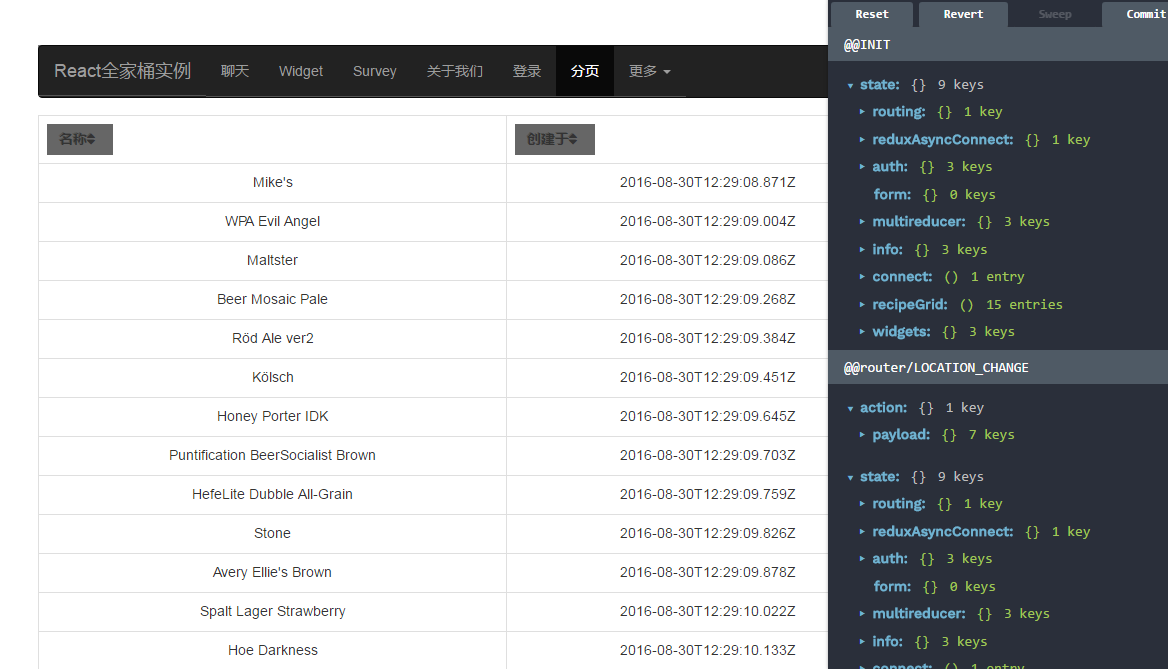 React全家桶实例 聊天 Widget Survey 关于我们 登录 分页 更多
名称 创建于
Mike's 2016-08-30T12:29:08.871Z
WPA Evil Angel 2016-08-30T12:29:09.004Z
Maltster 2016-08-30T12:29:09.086Z
Beer Mosaic Pale 2016-08-30T12:29:09.268Z
Röd Ale ver2 2016-08-30T12:29:09.384Z
Kölsch 2016-08-30T12:29:09.451Z
Honey Porter IDK 2016-08-30T12:29:09.645Z
Puntification BeerSocialist Brown 2016-08-30T12:29:09.703Z
HefeLite Dubble All-Grain 2016-08-30T12:29:09.759Z
Stone 2016-08-30T12:29:09.826Z
Avery Ellie's Brown 2016-08-30T12:29:09.878Z
Spalt Lager Strawberry 2016-08-30T12:29:10.022Z
Hoe Darkness 2016-08-30T12:29:10.133Z
Reset Revert Sweep Commit
@@INIT
state: {} 9 keys
routing: {} 1 key
reduxAsyncConnect: {} 1 key
auth: {} 3 keys
form: {} 0 keys
multireducer: {} 3 keys
info: {} 3 keys
connect: () 1 entry
recipeGrid: () 15 entries
widgets: {} 3 keys
@@router/LOCATION_CHANGE
action: {} 1 key
payload: {} 7 keys
state: {} 9 keys
routing: {} 1 key
reduxAsyncConnect: {} 1 key
auth: {} 3 keys
form: {} 0 keys
multireducer: {} 3 keys
info: {} 3 keys
connect: () 1 entry